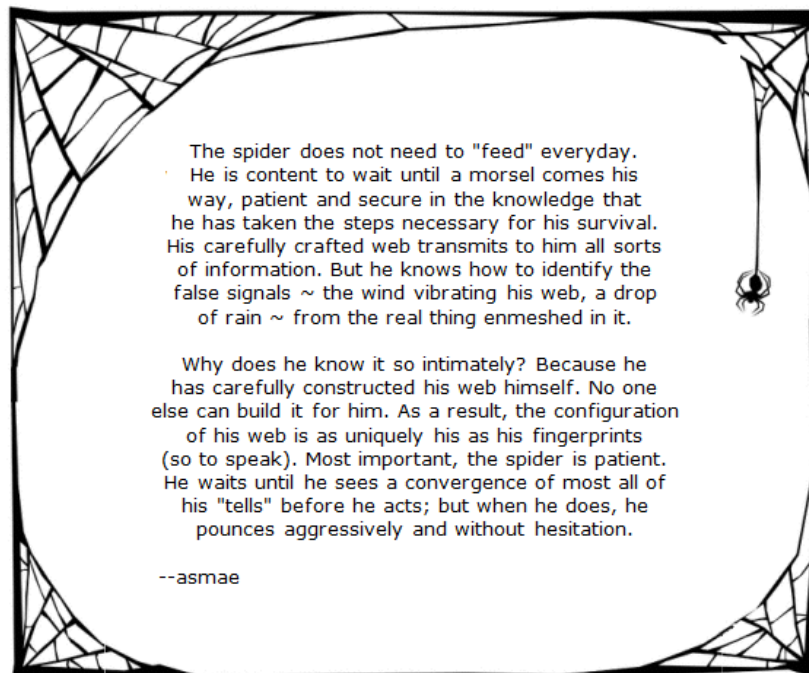 The spider does not need to "feed" everyday.
He is content to wait until a morsel comes his
way, patient and secure in the knowledge that
he has taken the steps necessary for his survival.
His carefully crafted web transmits to him all sorts
of information. But he knows how to identify the
false signals ~ the wind vibrating his web, a drop
of rain ~ from the real thing enmeshed in it.
Why does he know it so intimately? Because he
has carefully constructed his web himself. No one
else can build it for him. As a result, the configuration
of his web is as uniquely his as his fingerprints
(so to speak). Most important, the spider is patient.
He waits until he sees a convergence of most all of
his "tells" before he acts; but when he does, he
pounces aggressively and without hesitation.
--asmae